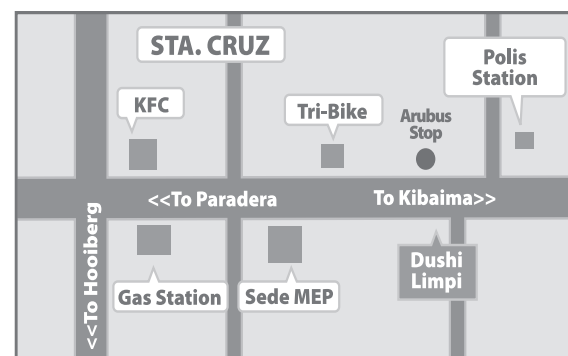 STA. CRUZ
Polis
Station
KFC
Tri-Bike
Arubus
Stop
<<To Paradera
To Kibaima>>
<<To Hooiberg
Gas Station
Sede MEP
Dushi
Limpi